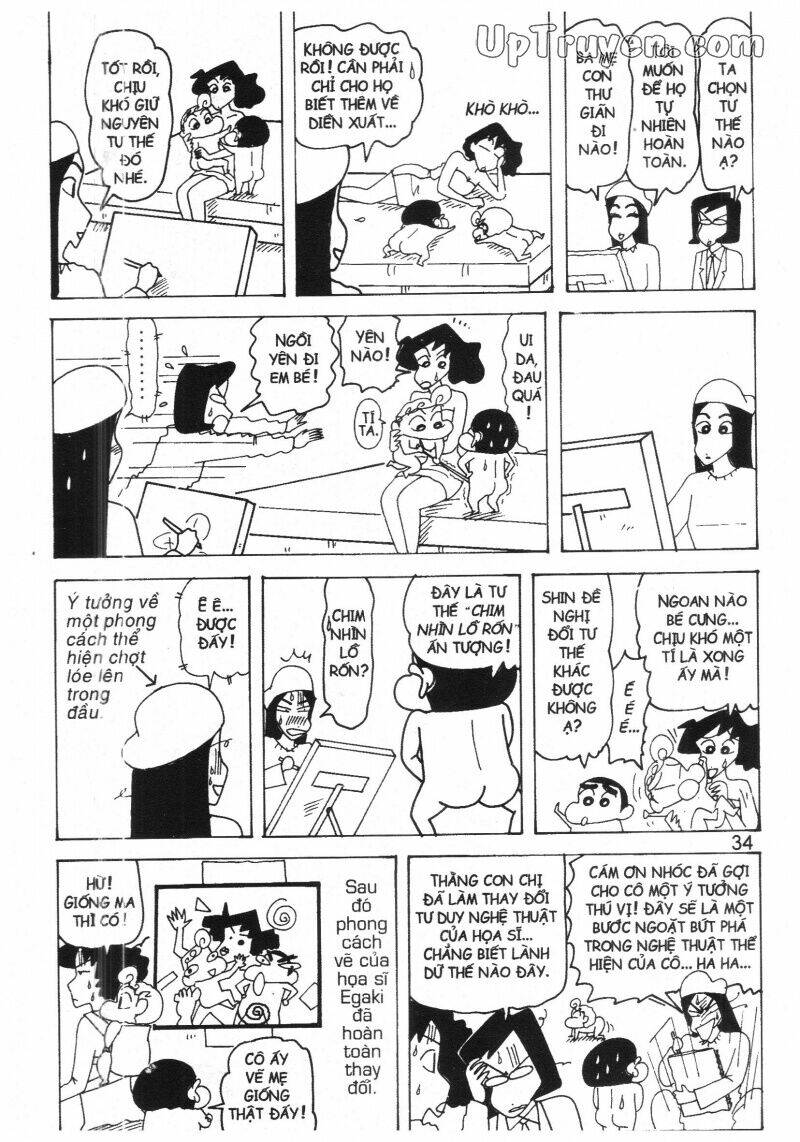 UpTruyen.com
TA
CHỌN
TƯ
THẾ
NÀO
Ạ?
TÔI
MUỐN
ĐỂ HỌ
TỰ
NHIÊN
HOÀN
TOÀN.
BA MẸ
CON
THƯ
GIÃN
ĐI
NÀO!
KHÔNG ĐƯỢC
RỒI! CẦN PHẢI
CHỈ CHO HỌ
BIẾT THÊM VỀ
DIỄN XUẤT...
KHÒ KHÒ...
TỐT RỒI,
CHỊU
KHÓ GIỮ
NGUYÊN
TU THẾ
ĐÓ
NHÉ.
UI
DA,
ĐAU
QUÁ
!
YÊN
NÀO!
TÍ
TA.
NGỒI
YÊN ĐI
EM BÉ!
NGOAN NÀO
BÉ CƯNG...
CHỊU KHÓ MỘT
TÍ LÀ XONG
ẤY MÀ!
É
É
É...
SHIN ĐỀ
NGHỊ
ĐỔI TƯ
THẾ
KHÁC
ĐƯỢC
KHÔNG
Ạ?
ĐÂY LÀ TƯ
THẾ "CHIM
NHÌN LỖ RỐN"
ẤN TƯỢNG!
CHIM
NHÌN
LỖ
RỐN?
Ê Ê...
ĐƯỢC
ĐẤY!
Ý tưởng về
một phong
cách thể
hiện chợt
lóe lên
trong
đầu.
34
CÁM ƠN NHÓC ĐÃ GỢI
CHO CÔ MỘT Ý TƯỞNG
THÚ VỊ! ĐÂY SẼ LÀ MỘT
BƯỚC NGOẶT BỨT PHÁ
TRONG NGHỆ THUẬT THỂ
HIỆN CỦA CÔ... HA HA...
THẰNG CON CHỊ
ĐÃ LÀM THAY ĐỔI
TƯ DUY NGHỆ THUẬT
CỦA HỌA SĨ...
CHẲNG BIẾT LÀNH
DỮ THẾ NÀO ĐÂY.
Sau
đó
phong
cách
vẽ của
họa sĩ
Egaki
đã
hoàn
toàn
thay
đổi.
HỪ!
GIỐNG MA
THÌ CÓ!
CÔ ẤY
VẼ MẸ
GIỐNG
THẬT ĐẤY!